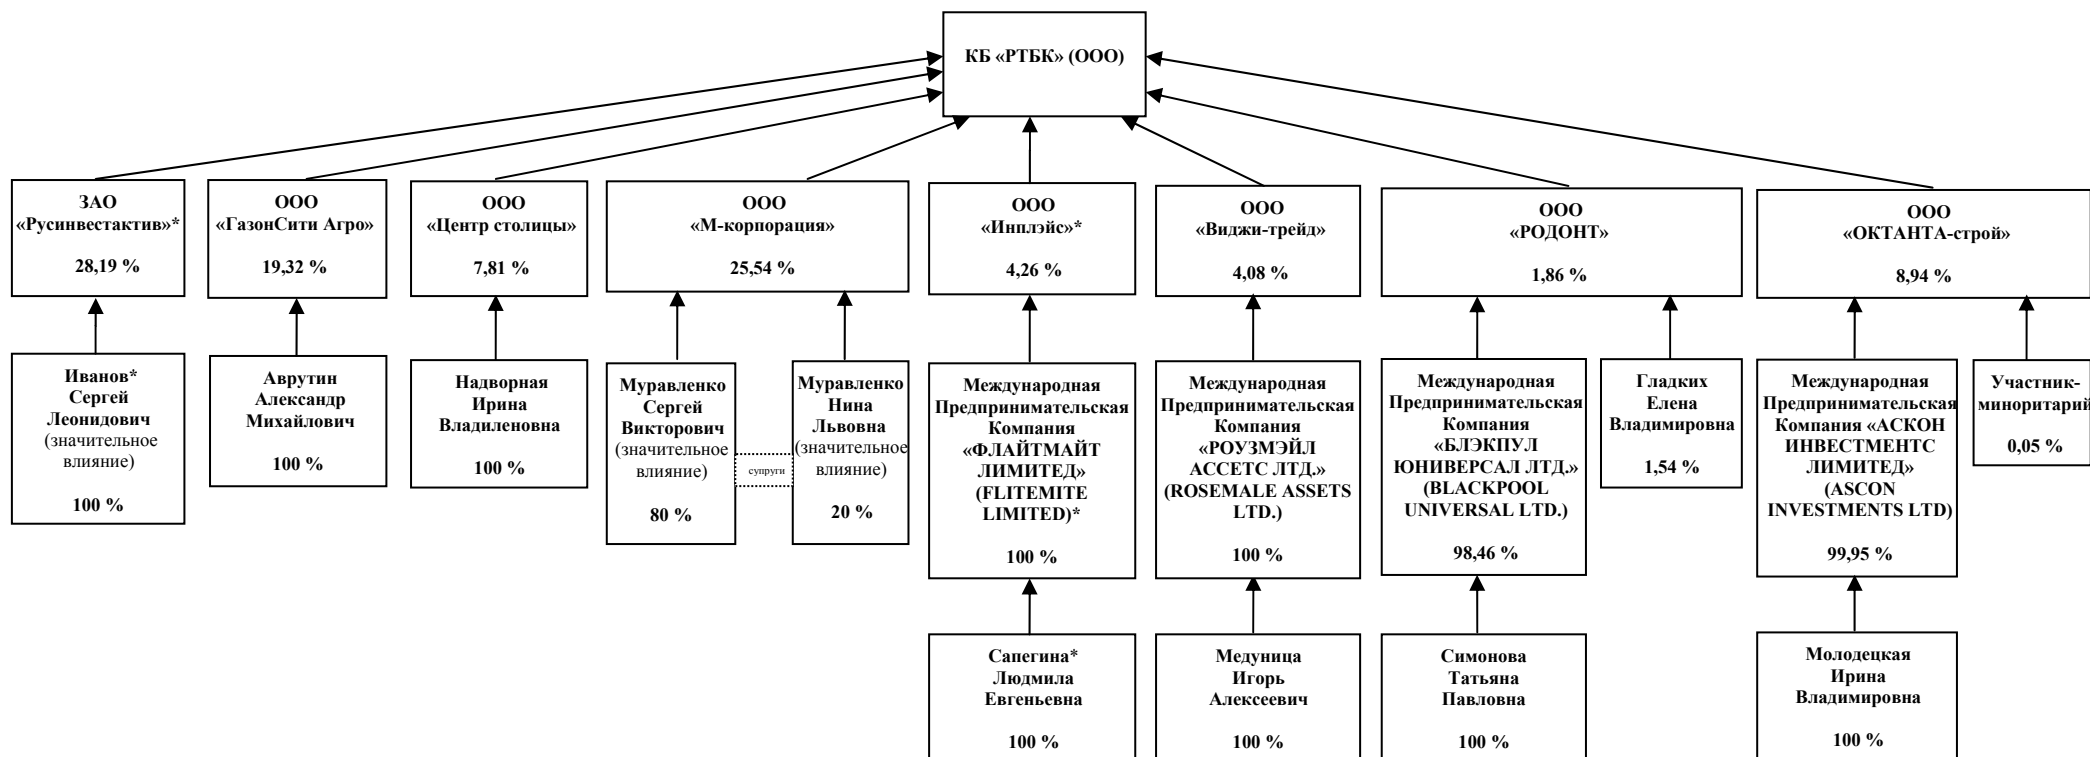 КБ «РТБК» (ООО)
ЗАО
«Русинвестактив»*
28,19 %
ООО
«ГазонСити Агро»
19,32 %
ООО
«Центр столицы»
7,81 %
ООО
«М-корпорация»
25,54 %
ООО
«Инплэйс»*
4,26 %
ООО
«Виджи-трейд»
4,08 %
ООО
«РОДОНТ»
1,86 %
ООО
«ОКТАНТА-строй»
8,94 %
Иванов*
Сергей
Леонидович
(значительное
влияние)
100 %
Аврутин
Александр
Михайлович
100 %
Надворная
Ирина
Владиленовна
100 %
Муравленко
Сергей
Викторович
(значительное
влияние)
80 %
супруги
Муравленко
Нина
Львовна
(значительное
влияние)
20 %
Международная
Предпринимательская
Компания
«ФЛАЙТМАЙТ
ЛИМИТЕД»
(FLITEMITE
LIMITED)*
100 %
Международная
Предпринимательская
Компания
«РОУЗМЭЙЛ
АССЕТС ЛТД.»
(ROSEMALE ASSETS
LTD.)
100 %
Международная
Предпринимательская
Компания
«БЛЭКПУЛ
ЮНИВЕРСАЛ ЛТД.»
(BLACKPOOL
UNIVERSAL LTD.)
98,46 %
Гладких
Елена
Владимировна
1,54 %
Международная
Предпринимательская
Компания «АСКОН
ИНВЕСТМЕНТС
ЛИМИТЕД»
(ASCON
INVESTMENTS LTD)
99,95 %
Участник-
миноритарий
0,05 %
Сапегина*
Людмила
Евгеньевна
100 %
Медуница
Игорь
Алексеевич
100 %
Симонова
Татьяна
Павловна
100 %
Молодецкая
Ирина
Владимировна
100 %